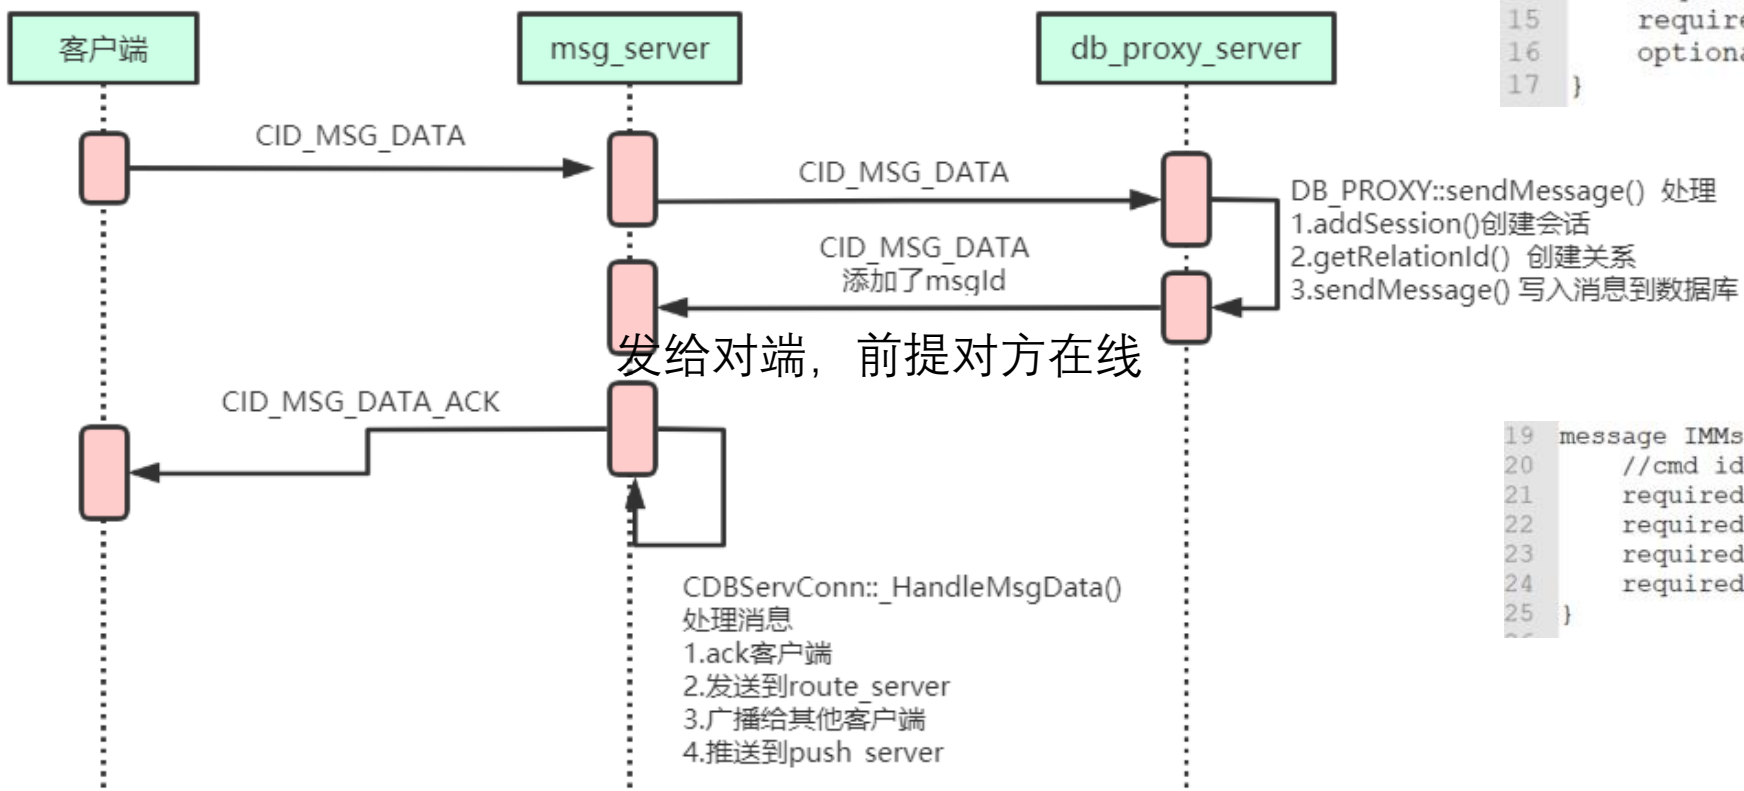 客户端
msg_server
db_proxy_server
CID_MSG_DATA
CID_MSG_DATA
DB_PROXY::sendMessage() 处理
1.addSession()创建会话
2.getRelationId() 创建关系
3.sendMessage() 写入消息到数据库
CID_MSG_DATA
添加了msgId
发给对端，前提对方在线
CID_MSG_DATA_ACK
CDBServConn::_HandleMsgData()
处理消息
1.ack客户端
2.发送到route_server
3.广播给其他客户端
4.推送到push server
15 require
16 optiona
17 }
19 message IMMs
20 //cmd id
21 required
22 required
23 required
24 required
25 }